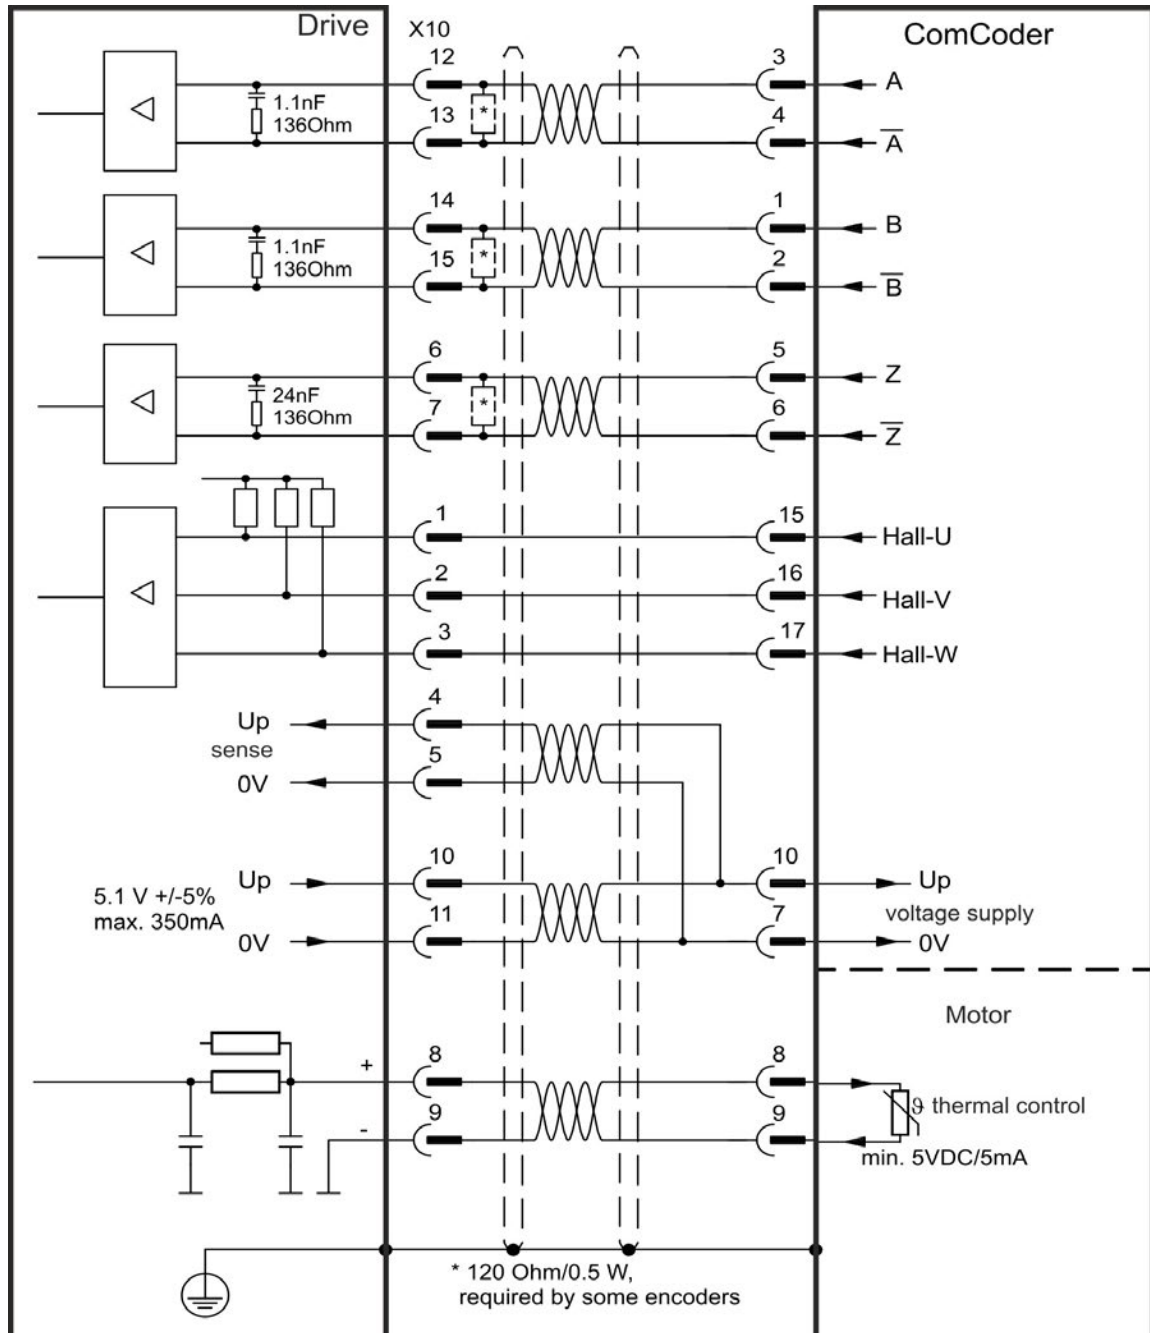 Drive
X10
ComCoder
12
3
A
1.1nF
136Ohm
*
13
4
A̅
14
1
B
1.1nF
136Ohm
*
15
2
B̅
6
5
Z
24nF
136Ohm
*
7
6
Z̅
1
15
Hall-U
2
16
Hall-V
3
17
Hall-W
Up
4
sense
0V
5
5.1 V +/-5%
max. 350mA
Up
10
10
Up
voltage supply
0V
11
7
0V
Motor
+
8
8
ϑ thermal control
-
9
9
min. 5VDC/5mA
* 120 Ohm/0.5 W,
required by some encoders